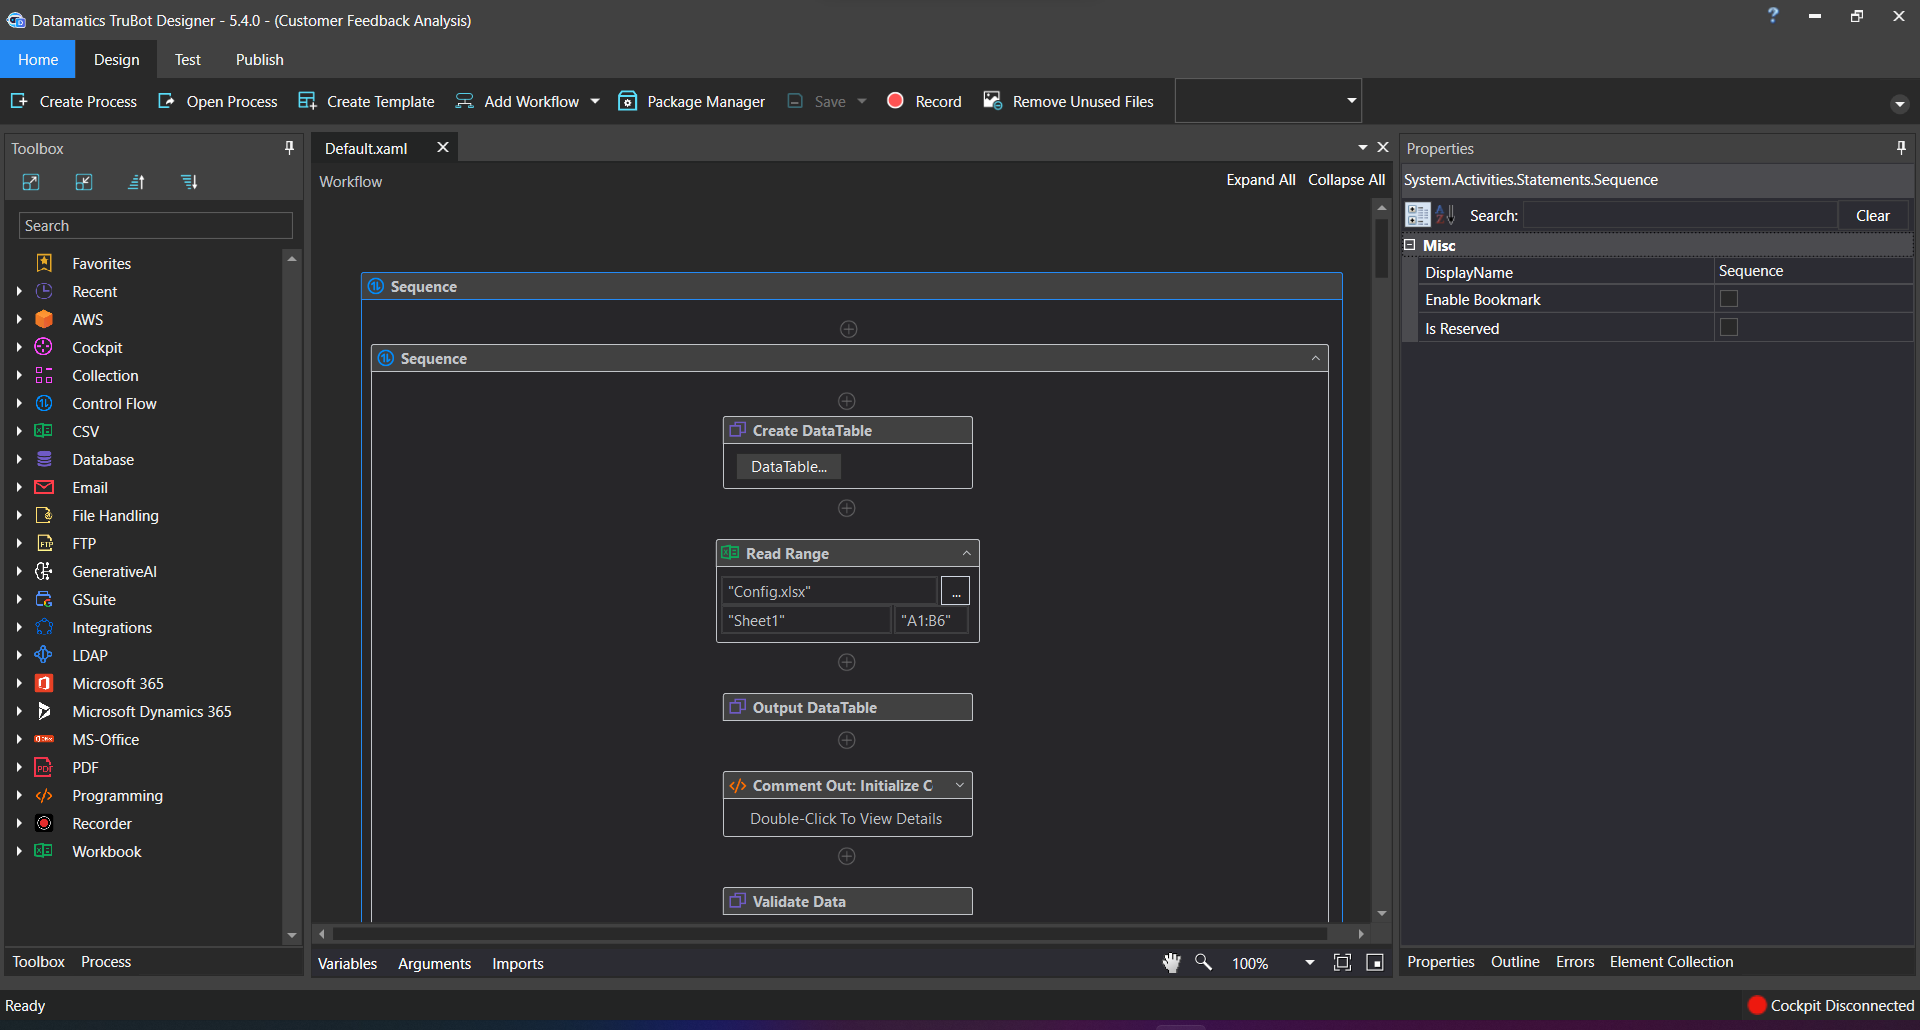 Datamatics TruBot Designer - 5.4.0 - (Customer Feedback Analysis)
?
Home Design Test Publish
Create Process Open Process Create Template Add Workflow Package Manager Save Record Remove Unused Files
Toolbox
Search
Favorites
Recent
AWS
Cockpit
Collection
Control Flow
CSV
Database
Email
File Handling
FTP
GenerativeAI
GSuite
Integrations
LDAP
Microsoft 365
Microsoft Dynamics 365
MS-Office
PDF
Programming
Recorder
Workbook
Toolbox Process
Default.xaml
Workflow Expand All Collapse All
Sequence
Sequence
Create DataTable
DataTable...
Read Range
"Config.xlsx" ...
"Sheet1" "A1:B6"
Output DataTable
Comment Out: Initialize C
Double-Click To View Details
Validate Data
Variables Arguments Imports 100%
Properties
System.Activities.Statements.Sequence
Search: Clear
Misc
DisplayName Sequence
Enable Bookmark
Is Reserved
Properties Outline Errors Element Collection
Ready Cockpit Disconnected